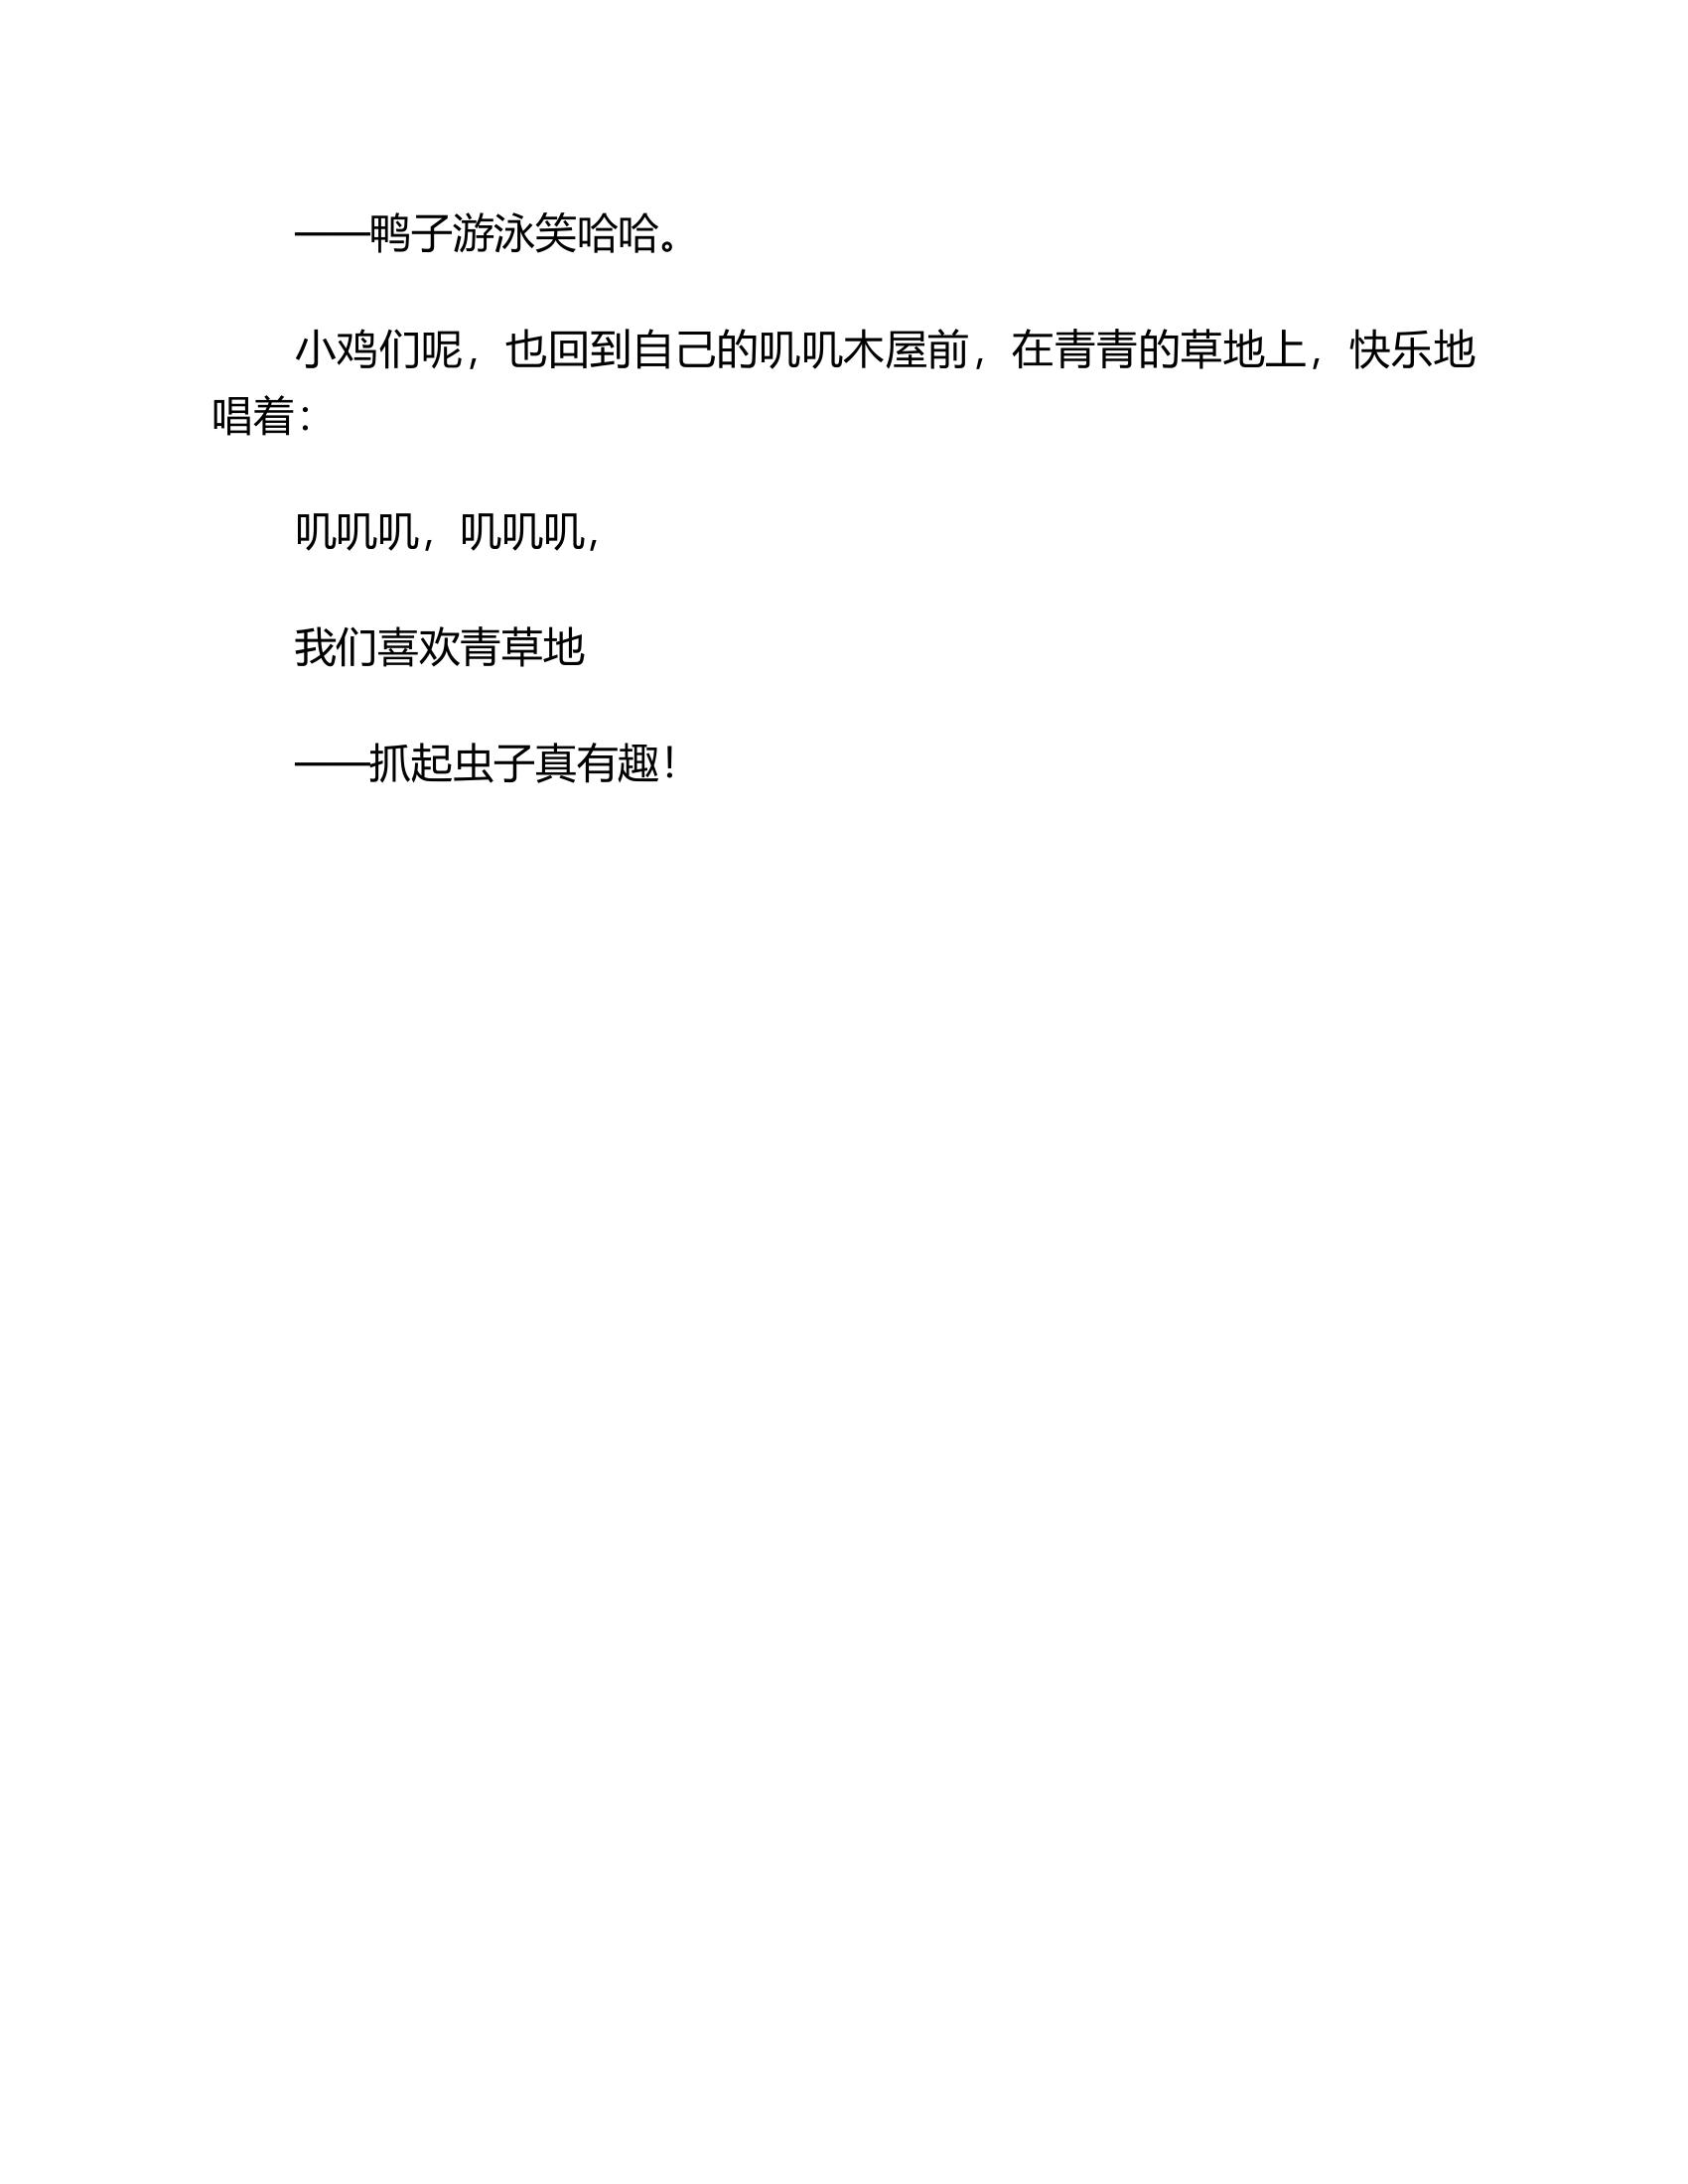 ——鸭子游泳笑哈哈。
小鸡们呢，也回到自己的叽叽木屋前，在青青的草地上，快乐地
唱着：
叽叽叽，叽叽叽，
我们喜欢青草地
——抓起虫子真有趣！